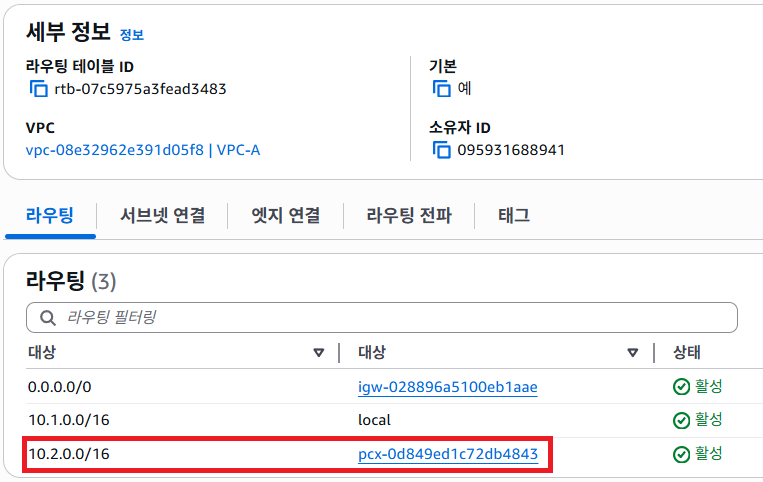 세부 정보 정보
라우팅 테이블 ID
rtb-07c5975a3fead3483
기본
예
VPC
vpc-08e32962e391d05f8 | VPC-A
소유자 ID
095931688941
라우팅 서브넷 연결 엣지 연결 라우팅 전파 태그
라우팅 (3)
라우팅 필터링
대상 대상 상태
0.0.0.0/0 igw-028896a5100eb1aae 활성
10.1.0.0/16 local 활성
10.2.0.0/16 pcx-0d849ed1c72db4843 활성